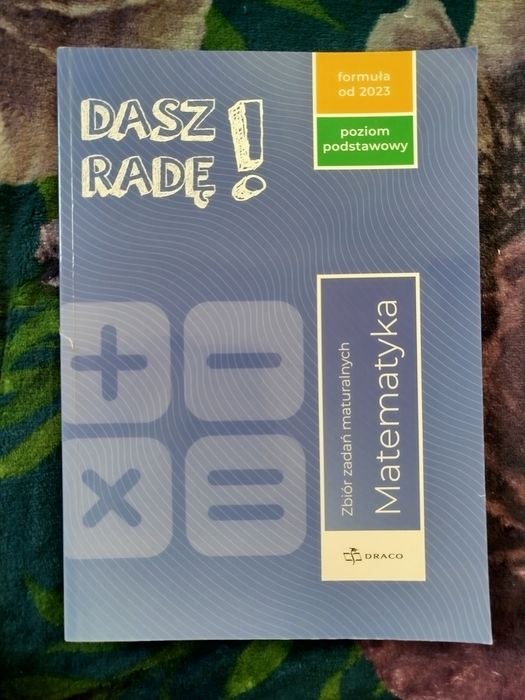 DASZ
RADĘ!
formuła
od 2023
poziom
podstawowy
Zbiór zadań maturalnych
Matematyka
DRACO